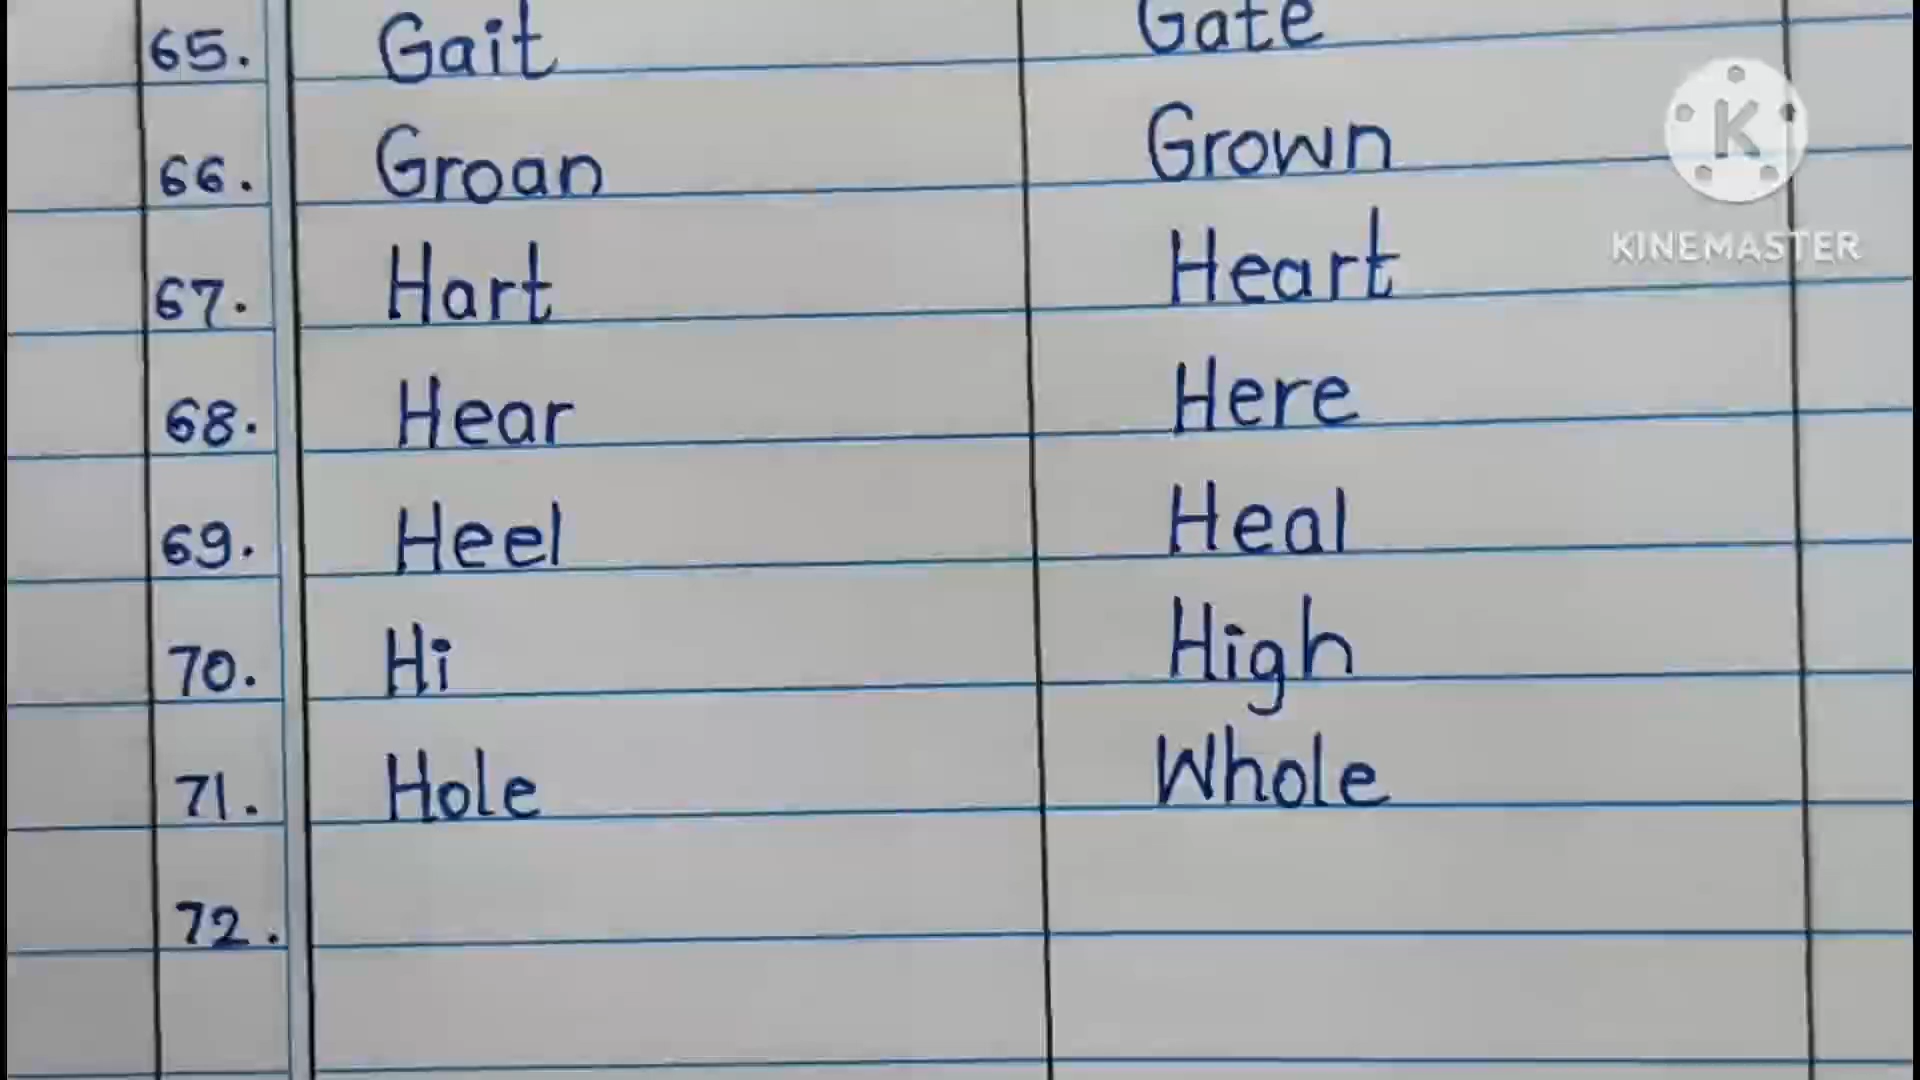 65. Gait Gate
66. Groan Grown
67. Hart Heart
68. Hear Here
69. Heel Heal
70. Hi High
71. Hole Whole
72.
K
KINEMASTER